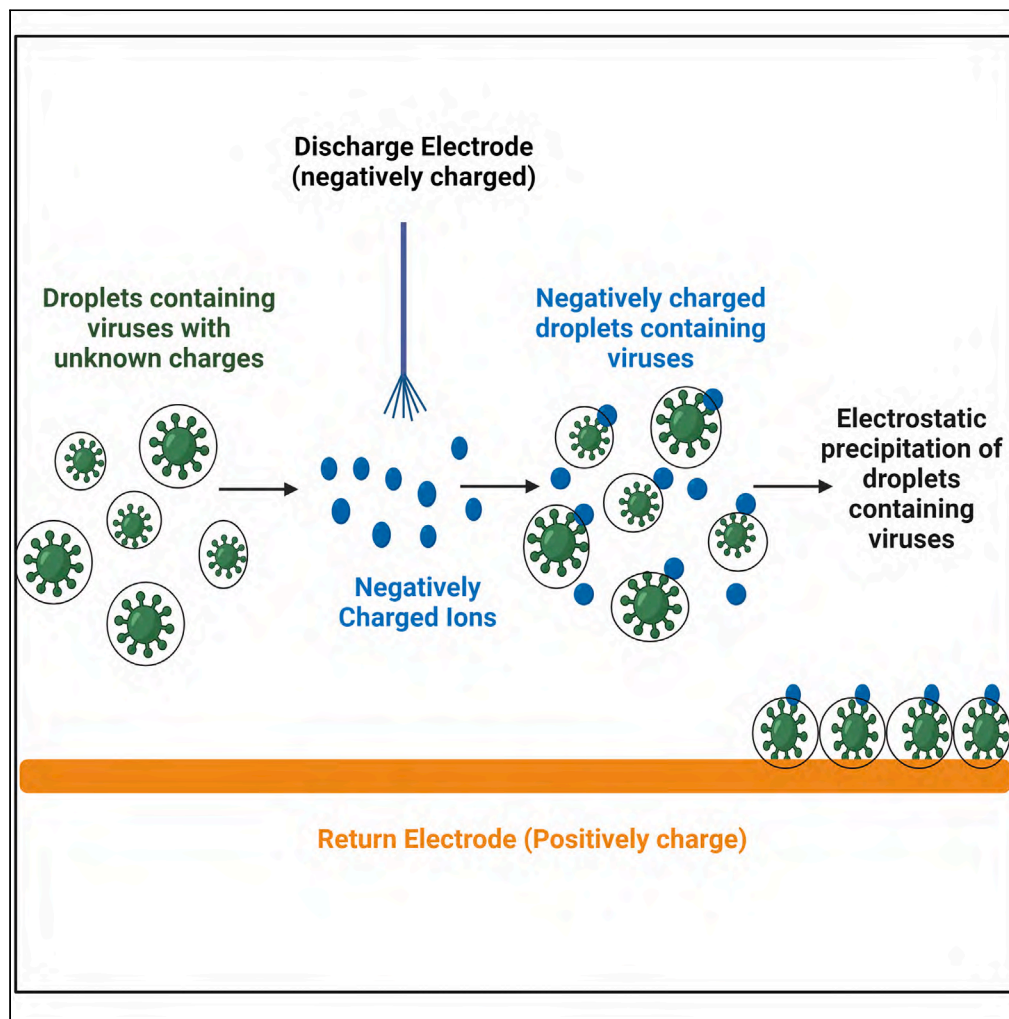 Discharge Electrode
(negatively charged)
Droplets containing
viruses with
unknown charges
Negatively charged
droplets containing
viruses
Electrostatic
precipitation of
droplets
containing
viruses
Negatively
Charged Ions
Return Electrode (Positively charge)